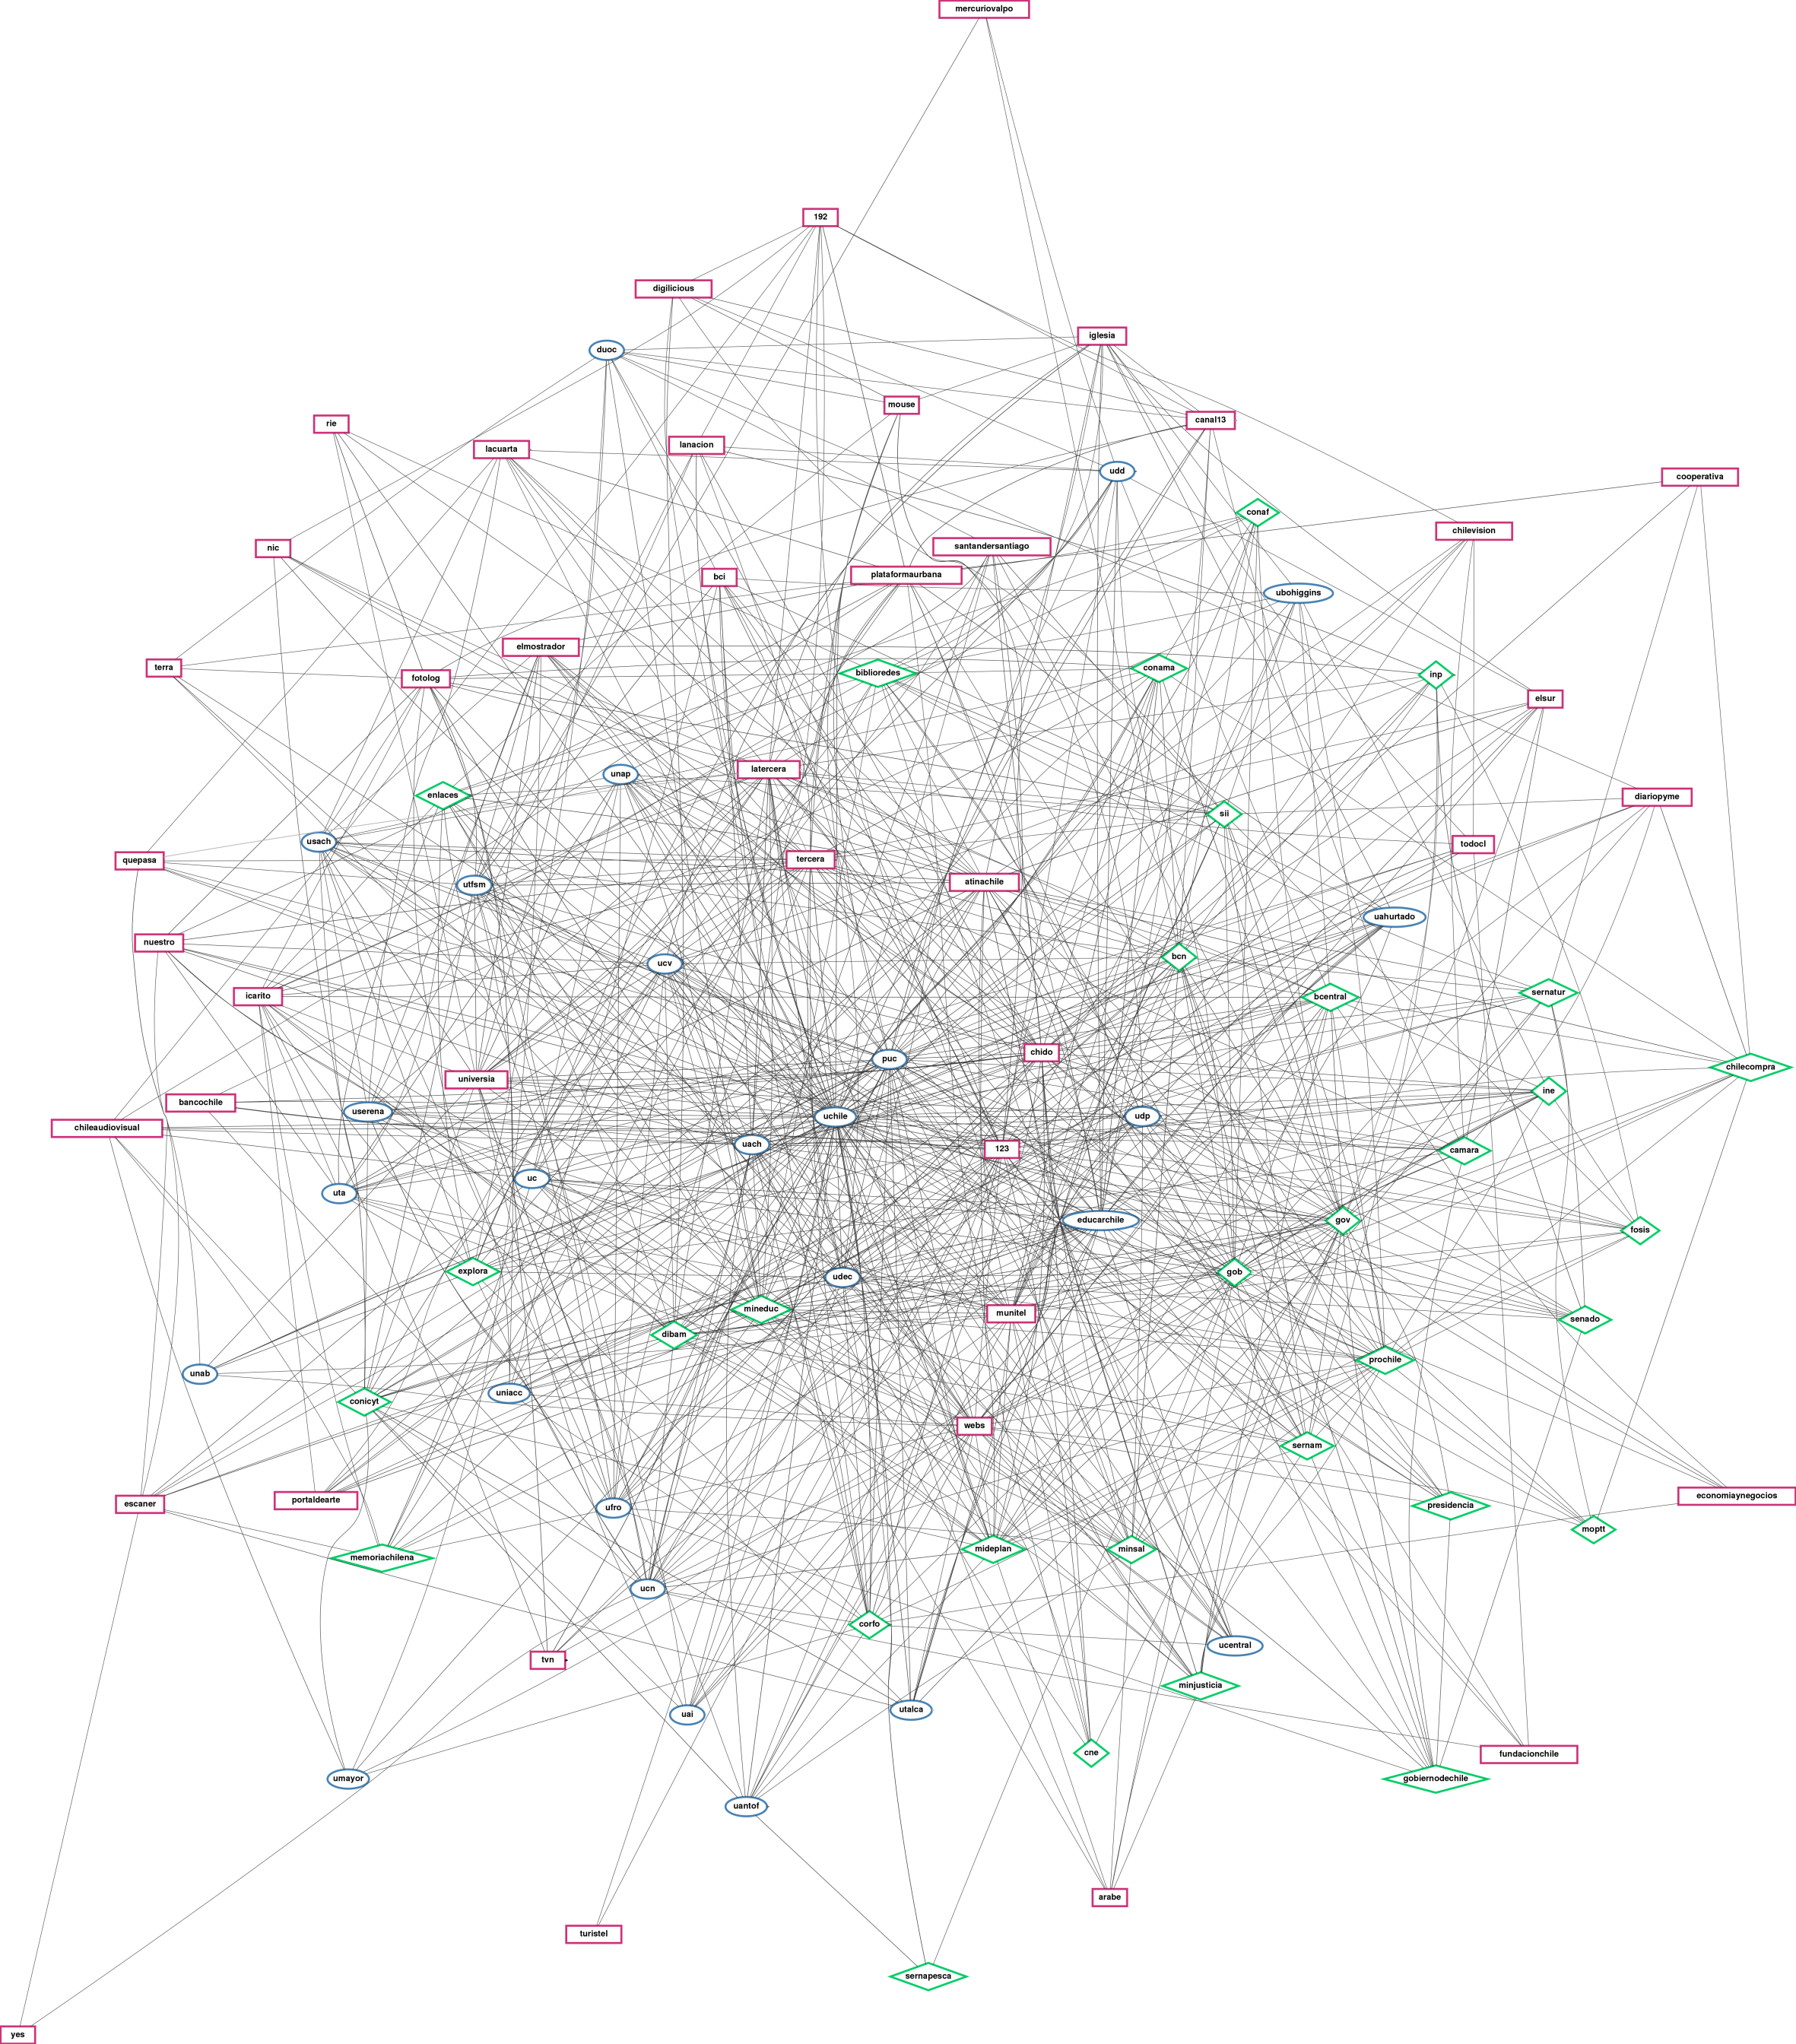 mercuriovalpo
192
digilicious
iglesia
duoc
mouse
canal13
rie
lacuarta
lanacion
udd
cooperativa
conaf
chilevision
nic
santandersantiago
bci
plataformaurbana
ubohiggins
elmostrador
terra
fotolog
biblioredes
conama
inp
elsur
latercera
unap
enlaces
diariopyme
sii
usach
todocl
quepasa
tercera
utfsm
atinachile
uahurtado
nuestro
ucv
bcn
icarito
bcentral
sernatur
puc
chido
chilecompra
universia
ine
bancochile
userena
uchile
udp
chileaudiovisual
uach
123
camara
uc
uta
educarchile
gov
fosis
explora
udec
gob
mineduc
munitel
senado
dibam
prochile
unab
uniacc
conicyt
webs
sernam
economiaynegocios
portaldearte
escaner
ufro
presidencia
moptt
memoriachilena
mideplan
minsal
ucn
corfo
ucentral
tvn
minjusticia
utalca
uai
cne
fundacionchile
umayor
gobiernodechile
uantof
arabe
turistel
sernapesca
yes